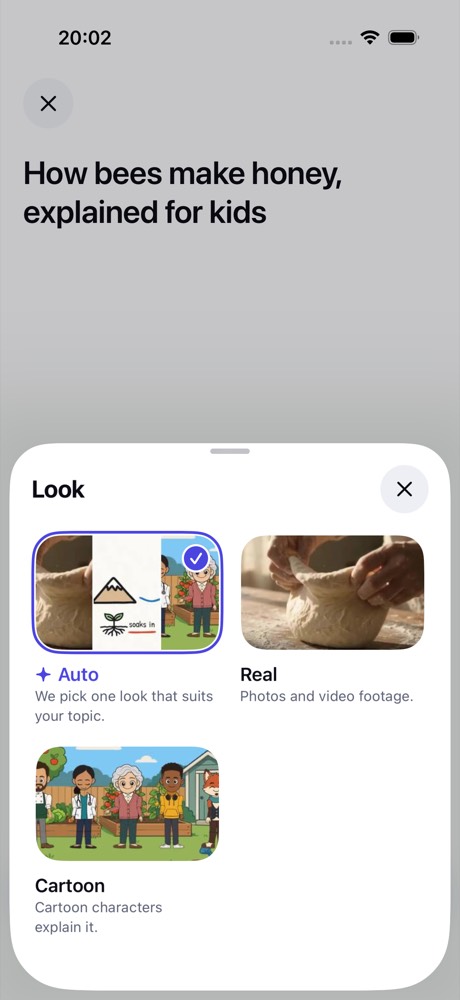 20:02
How bees make honey,
explained for kids
Look
soaks in
Auto
We pick one look that suits
your topic.
Real
Photos and video footage.
Cartoon
Cartoon characters
explain it.